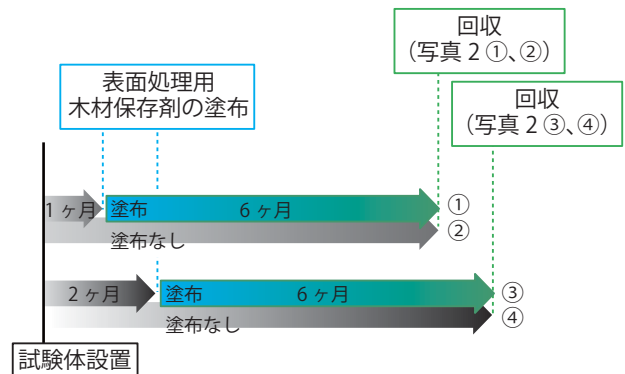 回収
（写真 2 ①、②）
表面処理用
木材保存剤の塗布
回収
（写真 2 ③、④）
1 ヶ月 塗布 6 ヶ月 ①
塗布なし ②
2 ヶ月 塗布 6 ヶ月 ③
塗布なし ④
試験体設置